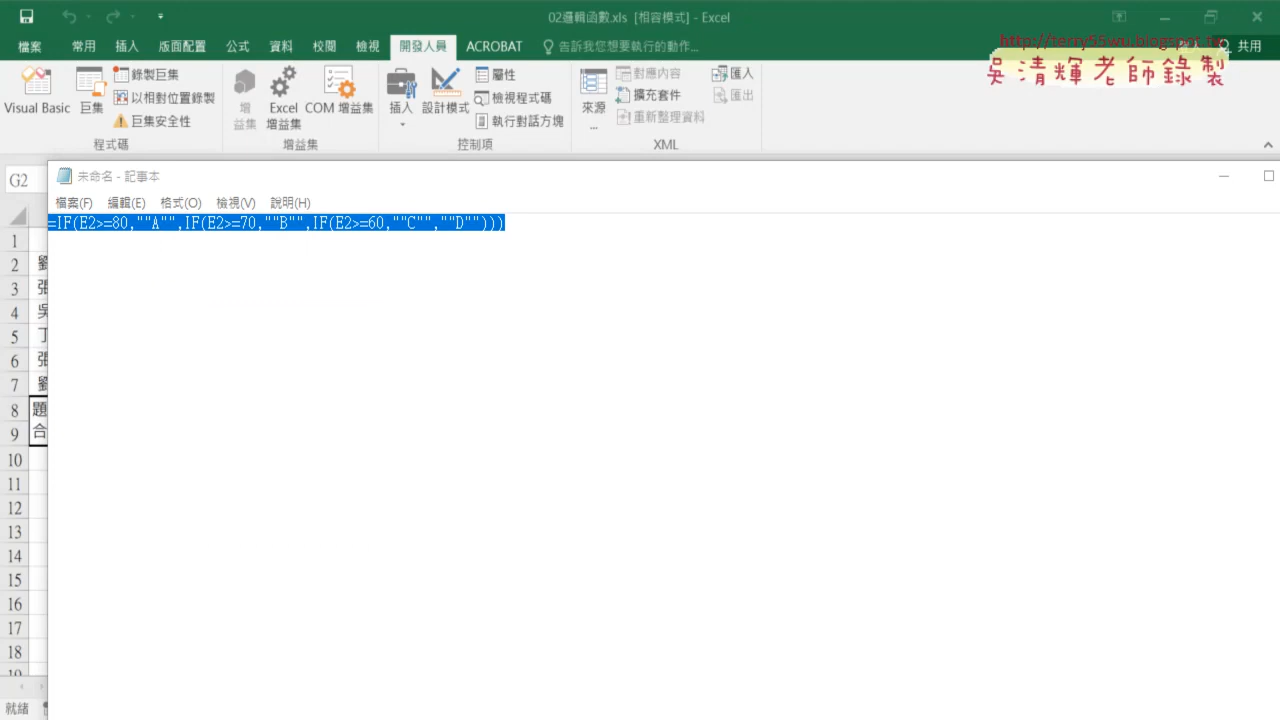 02邏輯函數.xls [相容模式] - Excel
檔案 常用 插入 版面配置 公式 資料 校閱 檢視 開發人員 ACROBAT 告訴我您想要執行的動作... 共用
http://terry55wu.blogspot.tw
吳清輝老師錄製
Visual Basic 巨集 錄製巨集 以相對位置錄製 巨集安全性
程式碼
增益集 Excel 增益集 COM 增益集
增益集
插入 設計模式 屬性 檢視程式碼 執行對話方塊
控制項
來源... 對應內容 擴充套件 重新整理資料 匯入 匯出
XML
G2
未命名 - 記事本
檔案(F) 編輯(E) 格式(O) 檢視(V) 說明(H)
=IF(E2>=80,""A"",IF(E2>=70,""B"",IF(E2>=60,""C"",""D"")))
1
2 劉
3 張
4 吳
5 丁
6 張
7 劉
8 題
9 合
10
11
12
13
14
15
16
17
18
19
就緒